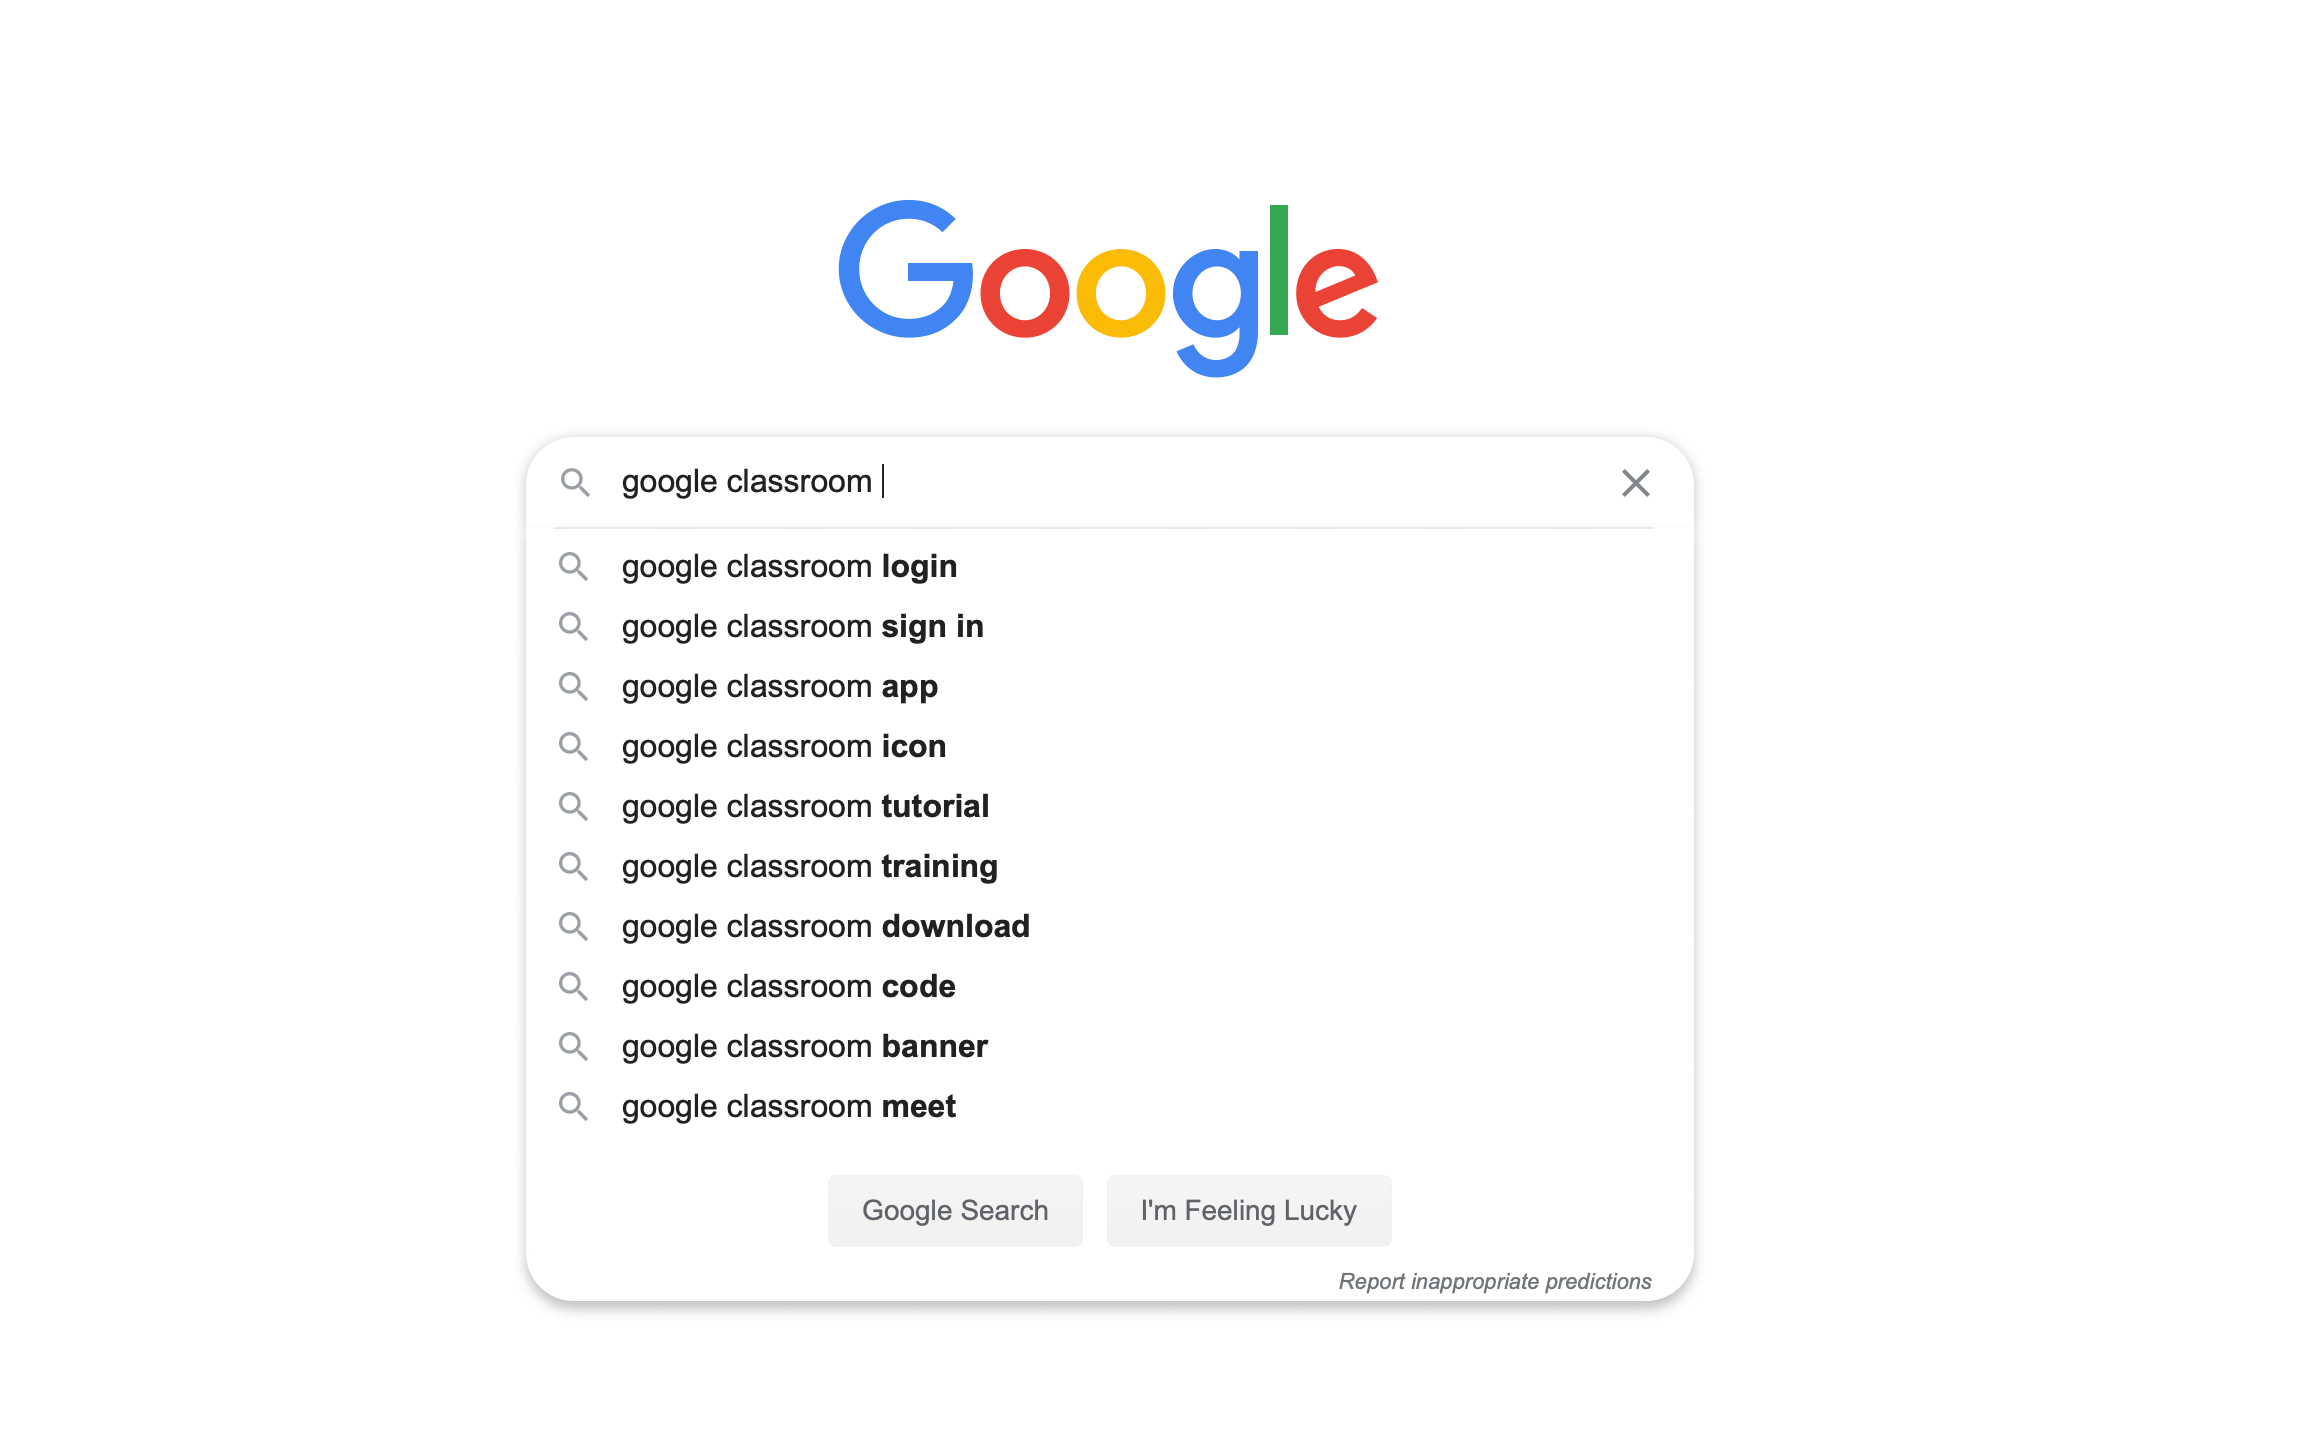 Google
google classroom
google classroom login
google classroom sign in
google classroom app
google classroom icon
google classroom tutorial
google classroom training
google classroom download
google classroom code
google classroom banner
google classroom meet
Google Search
I'm Feeling Lucky
Report inappropriate predictions